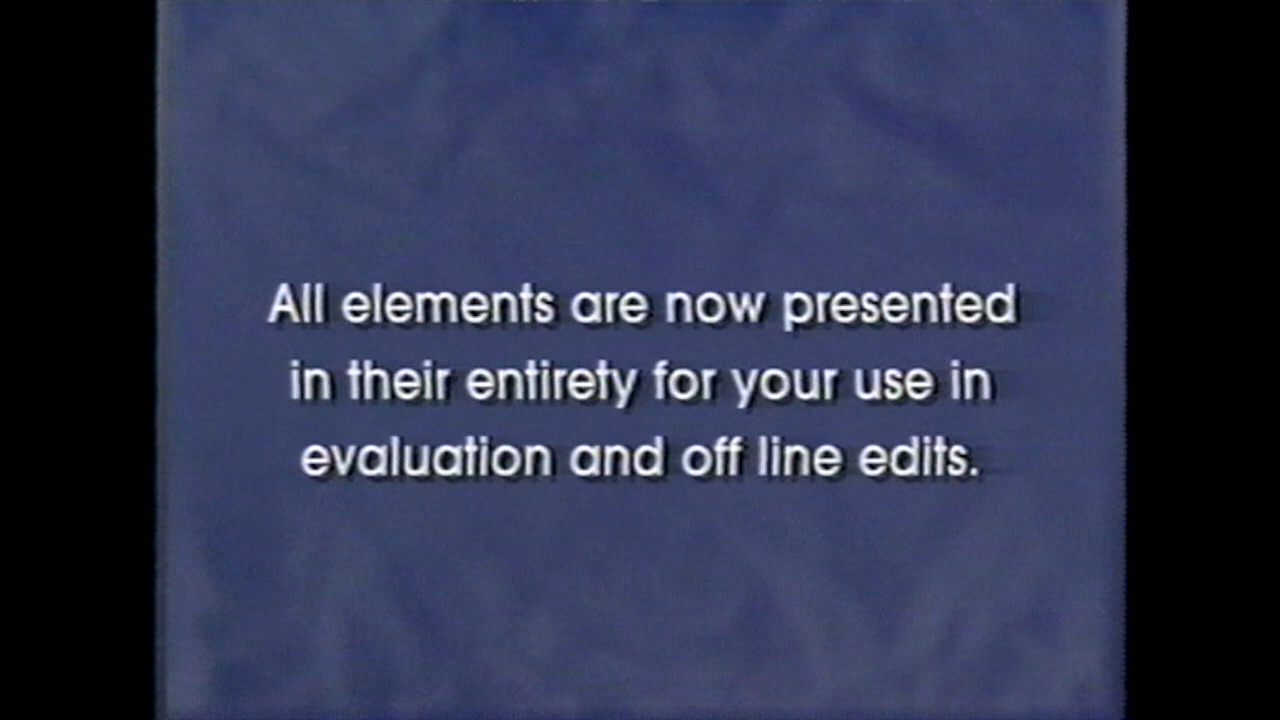 All elements are now presented
in their entirety for your use in
evaluation and off line edits.